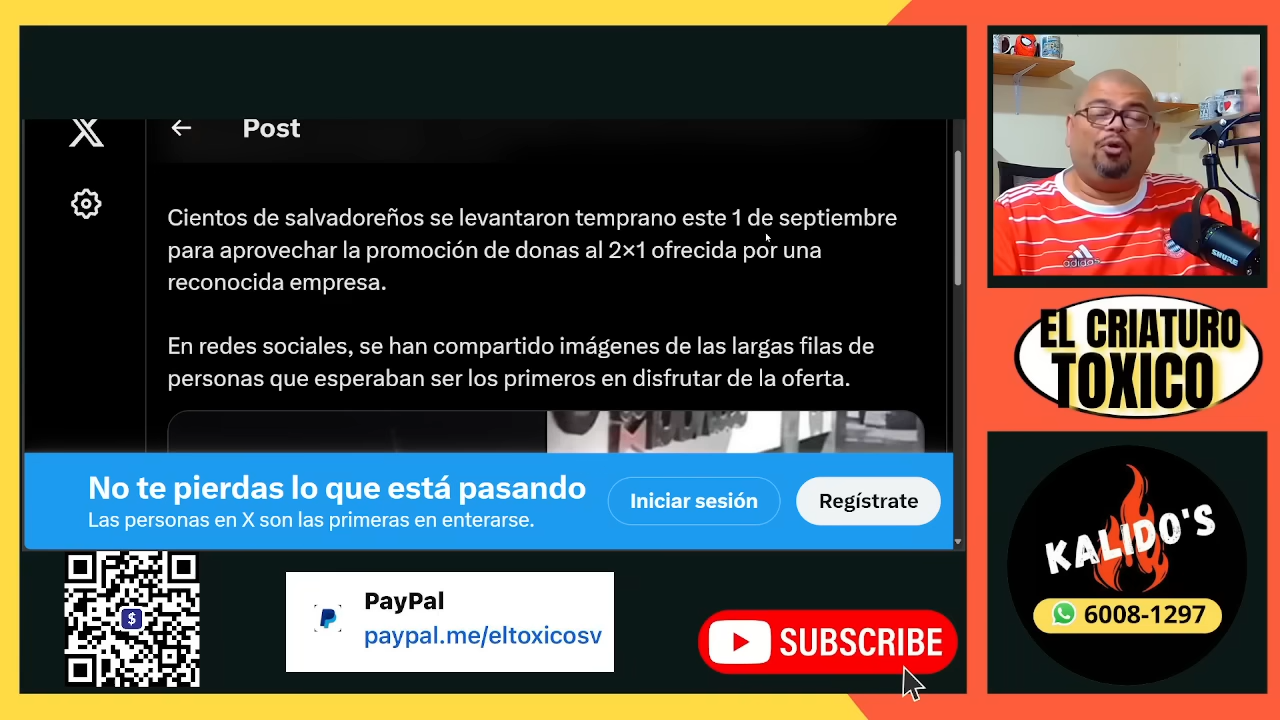 Post
Cientos de salvadoreños se levantaron temprano este 1 de septiembre
para aprovechar la promoción de donas al 2×1 ofrecida por una
reconocida empresa.
En redes sociales, se han compartido imágenes de las largas filas de
personas que esperaban ser los primeros en disfrutar de la oferta.
No te pierdas lo que está pasando
Las personas en X son las primeras en enterarse.
Iniciar sesión
Regístrate
PayPal
paypal.me/eltoxicosv
SUBSCRIBE
adidas
SHURE
EL CRIATURO
TOXICO
KALIDO'S
6008-1297